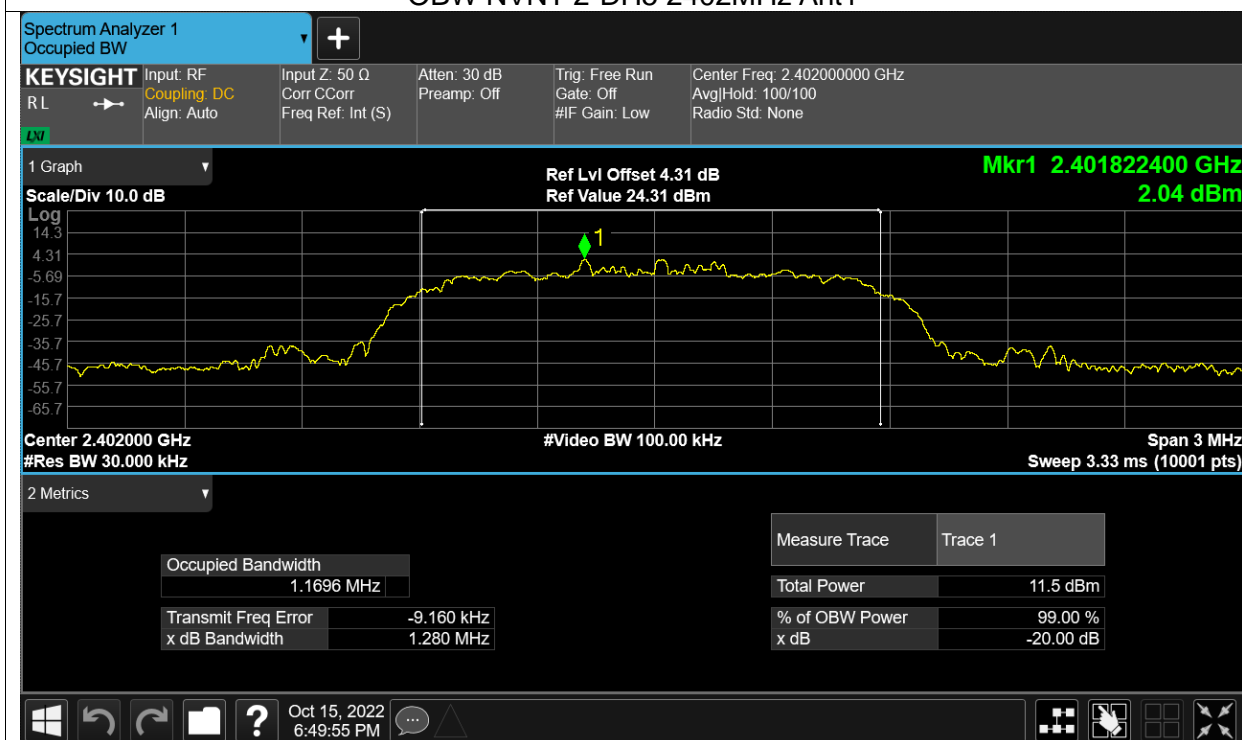 Spectrum Analyzer 1
Occupied BW
KEYSIGHT
R L
LXI
Input: RF
Coupling: DC
Align: Auto
Input Z: 50 Ω
Corr CCorr
Freq Ref: Int (S)
Atten: 30 dB
Preamp: Off
Trig: Free Run
Gate: Off
#IF Gain: Low
Center Freq: 2.402000000 GHz
Avg|Hold: 100/100
Radio Std: None
1 Graph
Scale/Div 10.0 dB
Ref Lvl Offset 4.31 dB
Ref Value 24.31 dBm
Mkr1 2.401822400 GHz
2.04 dBm
Log
14.3
4.31
-5.69
-15.7
-25.7
-35.7
-45.7
-55.7
-65.7
1
Center 2.402000 GHz
#Video BW 100.00 kHz
Span 3 MHz
#Res BW 30.000 kHz
Sweep 3.33 ms (10001 pts)
2 Metrics
Occupied Bandwidth
1.1696 MHz
Transmit Freq Error -9.160 kHz
x dB Bandwidth 1.280 MHz
Measure Trace Trace 1
Total Power 11.5 dBm
% of OBW Power 99.00 %
x dB -20.00 dB
?
Oct 15, 2022
6:49:55 PM